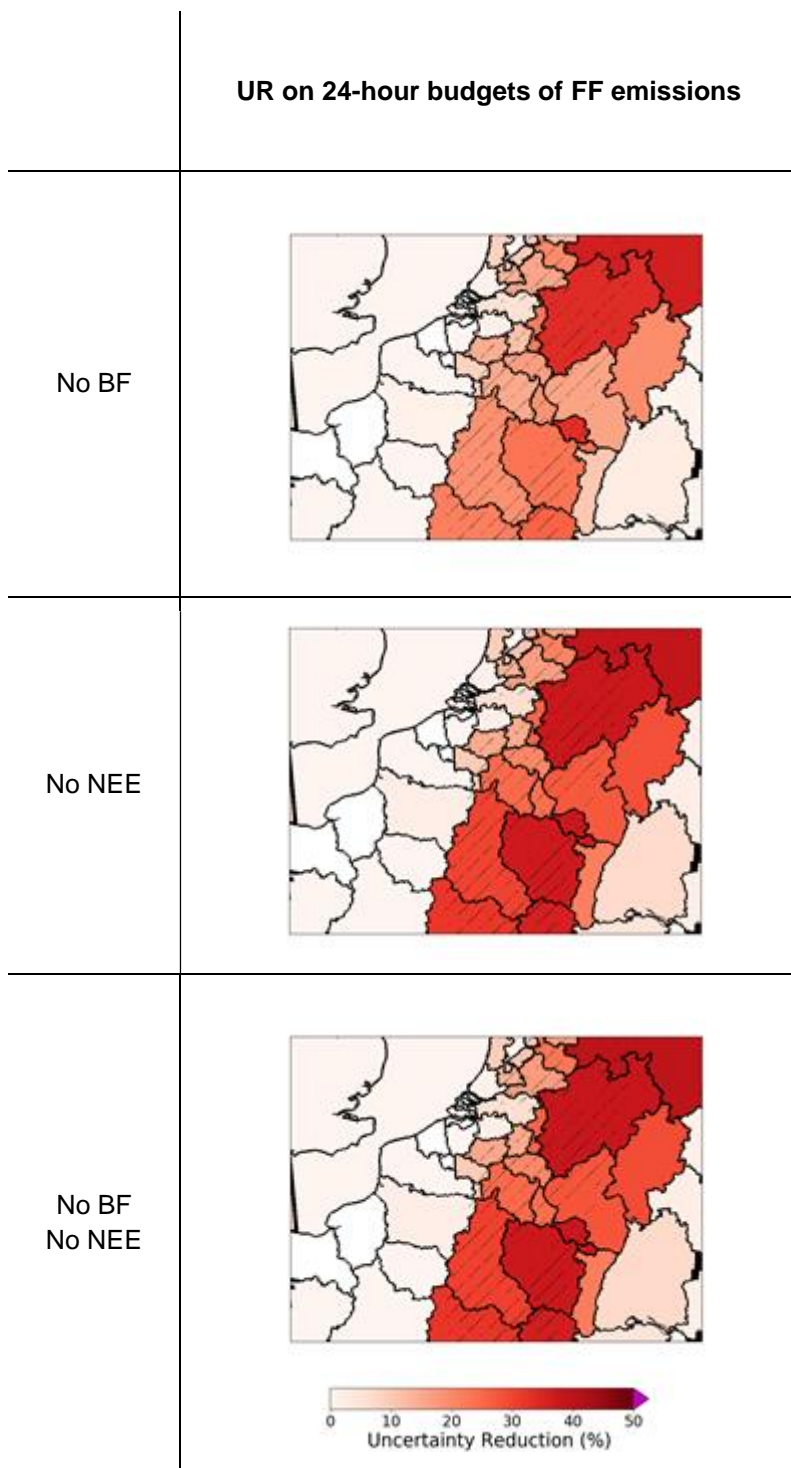 UR on 24-hour budgets of FF emissions
No BF
No NEE
No BF
No NEE
0 10 20 30 40 50
Uncertainty Reduction (%)